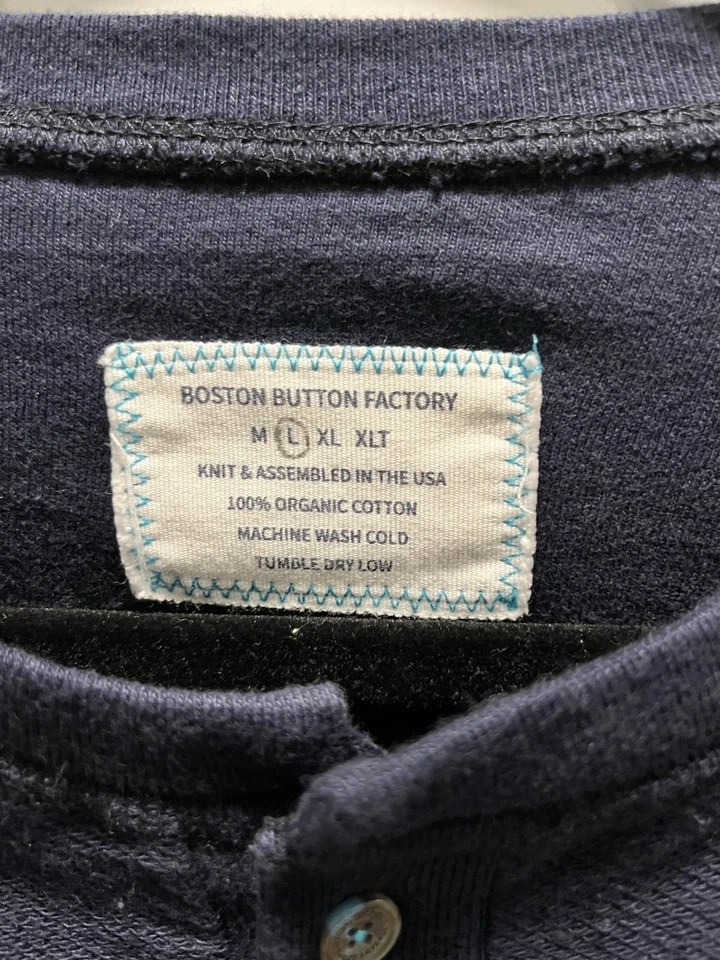 BOSTON BUTTON FACTORY
M L XL XLT
KNIT & ASSEMBLED IN THE USA
100% ORGANIC COTTON
MACHINE WASH COLD
TUMBLE DRY LOW